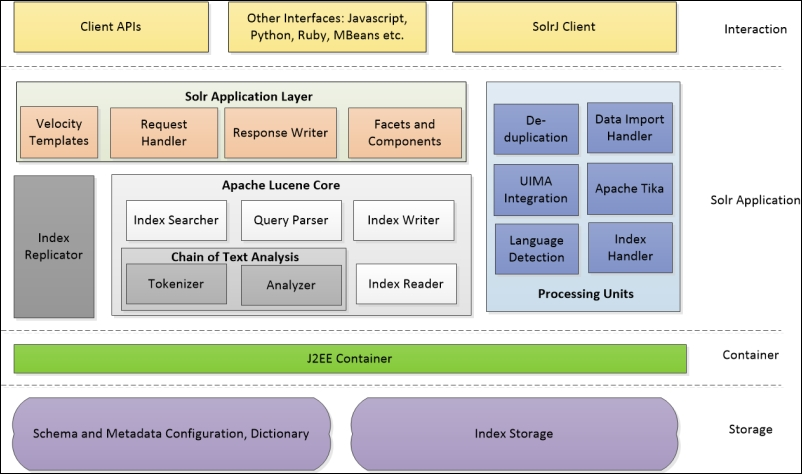 Client APIs
Other Interfaces: Javascript,
Python, Ruby, MBeans etc.
SolrJ Client
Interaction
Solr Application Layer
Velocity
Templates
Request
Handler
Response Writer
Facets and
Components
De-
duplication
Data Import
Handler
UIMA
Integration
Apache Tika
Language
Detection
Index
Handler
Processing Units
Solr Application
Index
Replicator
Apache Lucene Core
Index Searcher
Query Parser
Index Writer
Chain of Text Analysis
Tokenizer
Analyzer
Index Reader
J2EE Container
Container
Schema and Metadata Configuration, Dictionary
Index Storage
Storage